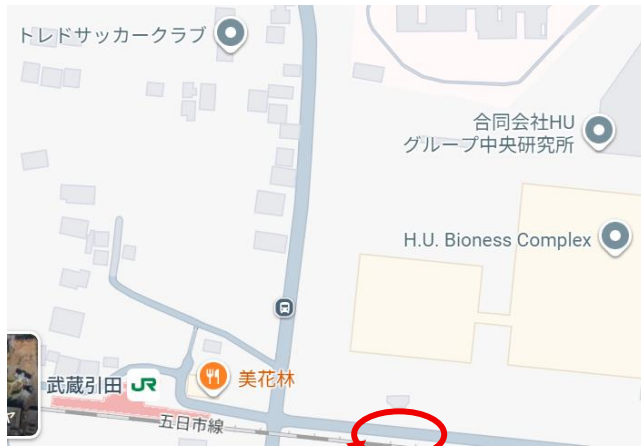 トレドサッカークラブ
合同会社HU
グループ中央研究所
H.U. Bioness Complex
武蔵引田 JR
美花林
五日市線
ヤ